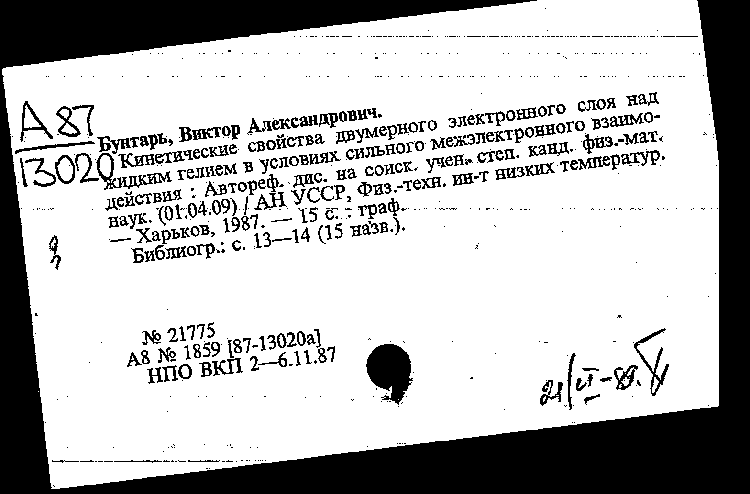 А87
13020
Бунтарь, Виктор Александрович.
Кинетические свойства двумерного электронного слоя над
жидким гелием в условиях сильного межэлектронного взаимо-
действия : Автореф. дис. на соиск. учен. степ. канд. физ.-мат.
наук. (01.04.09) / АН УССР, Физ.-техн. ин-т низких температур.
— Харьков, 1987. — 15 с. : граф.
Библиогр.: с. 13—14 (15 назв.).
№ 21775
А8 № 1859 [87-13020а]
НПО ВКП 2—6.11.87